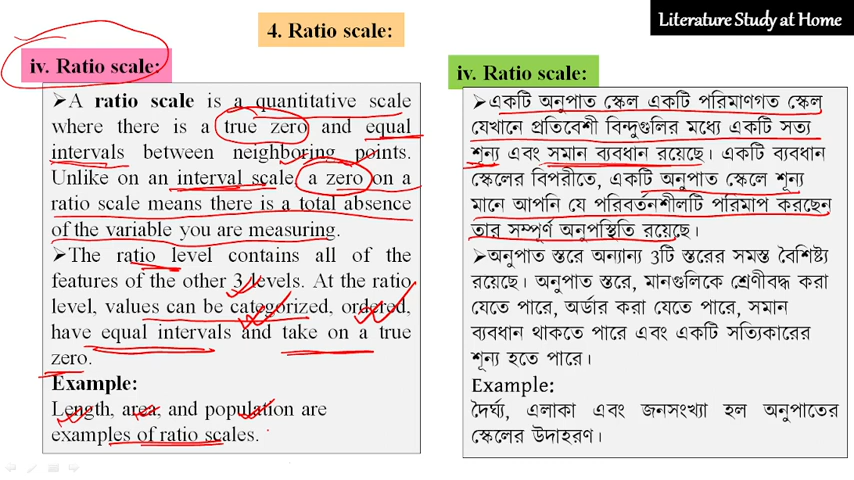 Literature Study at Home
4. Ratio scale:
iv. Ratio scale:
➢A ratio scale is a quantitative scale
where there is a true zero and equal
intervals between neighboring points.
Unlike on an interval scale, a zero on a
ratio scale means there is a total absence
of the variable you are measuring.
➢The ratio level contains all of the
features of the other 3 levels. At the ratio
level, values can be categorized, ordered,
have equal intervals and take on a true
zero.
Example:
Length, area, and population are
examples of ratio scales.
iv. Ratio scale:
➢একটি অনুপাত স্কেল একটি পরিমাণগত স্কেল
যেখানে প্রতিবেশী বিন্দুগুলির মধ্যে একটি সত্য
শূন্য এবং সমান ব্যবধান রয়েছে। একটি ব্যবধান
স্কেলের বিপরীতে, একটি অনুপাত স্কেলে শূন্য
মানে আপনি যে পরিবর্তনশীলটি পরিমাপ করছেন
তার সম্পূর্ণ অনুপস্থিতি রয়েছে।
➢অনুপাত স্তরে অন্যান্য 3টি স্তরের সমস্ত বৈশিষ্ট্য
রয়েছে। অনুপাত স্তরে, মানগুলিকে শ্রেণীবদ্ধ করা
যেতে পারে, অর্ডার করা যেতে পারে, সমান
ব্যবধান থাকতে পারে এবং একটি সত্যিকারের
শূন্য হতে পারে।
Example:
দৈর্ঘ্য, এলাকা এবং জনসংখ্যা হল অনুপাতের
স্কেলের উদাহরণ।